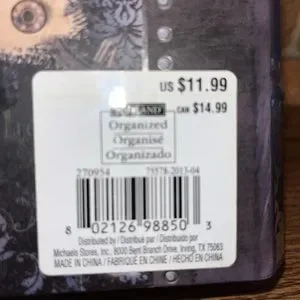 US $11.99
CAN $14.99
Organized
Organisé
Organizado
270954 75578-2013-04
8 02126 98850 3
Distributed by / Distribué par / Distribuido por
Michaels Stores, Inc., 8000 Bent Branch Drive, Irving, TX 75063
MADE IN CHINA / FABRIQUÉ EN CHINE / HECHO EN CHINA